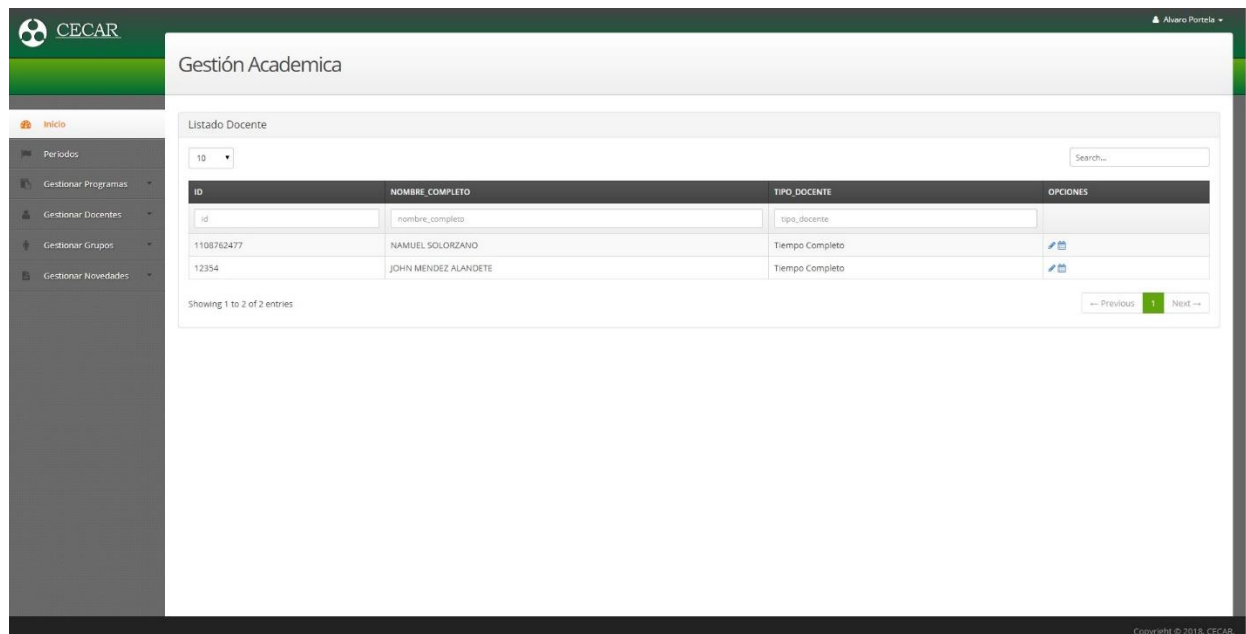 CECAR
Alvaro Portela
Gestión Academica
Inicio
Periodos
Gestionar Programas
Gestionar Docentes
Gestionar Grupos
Gestionar Novedades
Listado Docente
10
Search...
ID NOMBRE_COMPLETO TIPO_DOCENTE OPCIONES
id nombre_completo tipo_docente
1108762477 NAMUEL SOLORZANO Tiempo Completo
12354 JOHN MENDEZ ALANDETE Tiempo Completo
Showing 1 to 2 of 2 entries
← Previous 1 Next →
Copyright © 2018, CECAR.